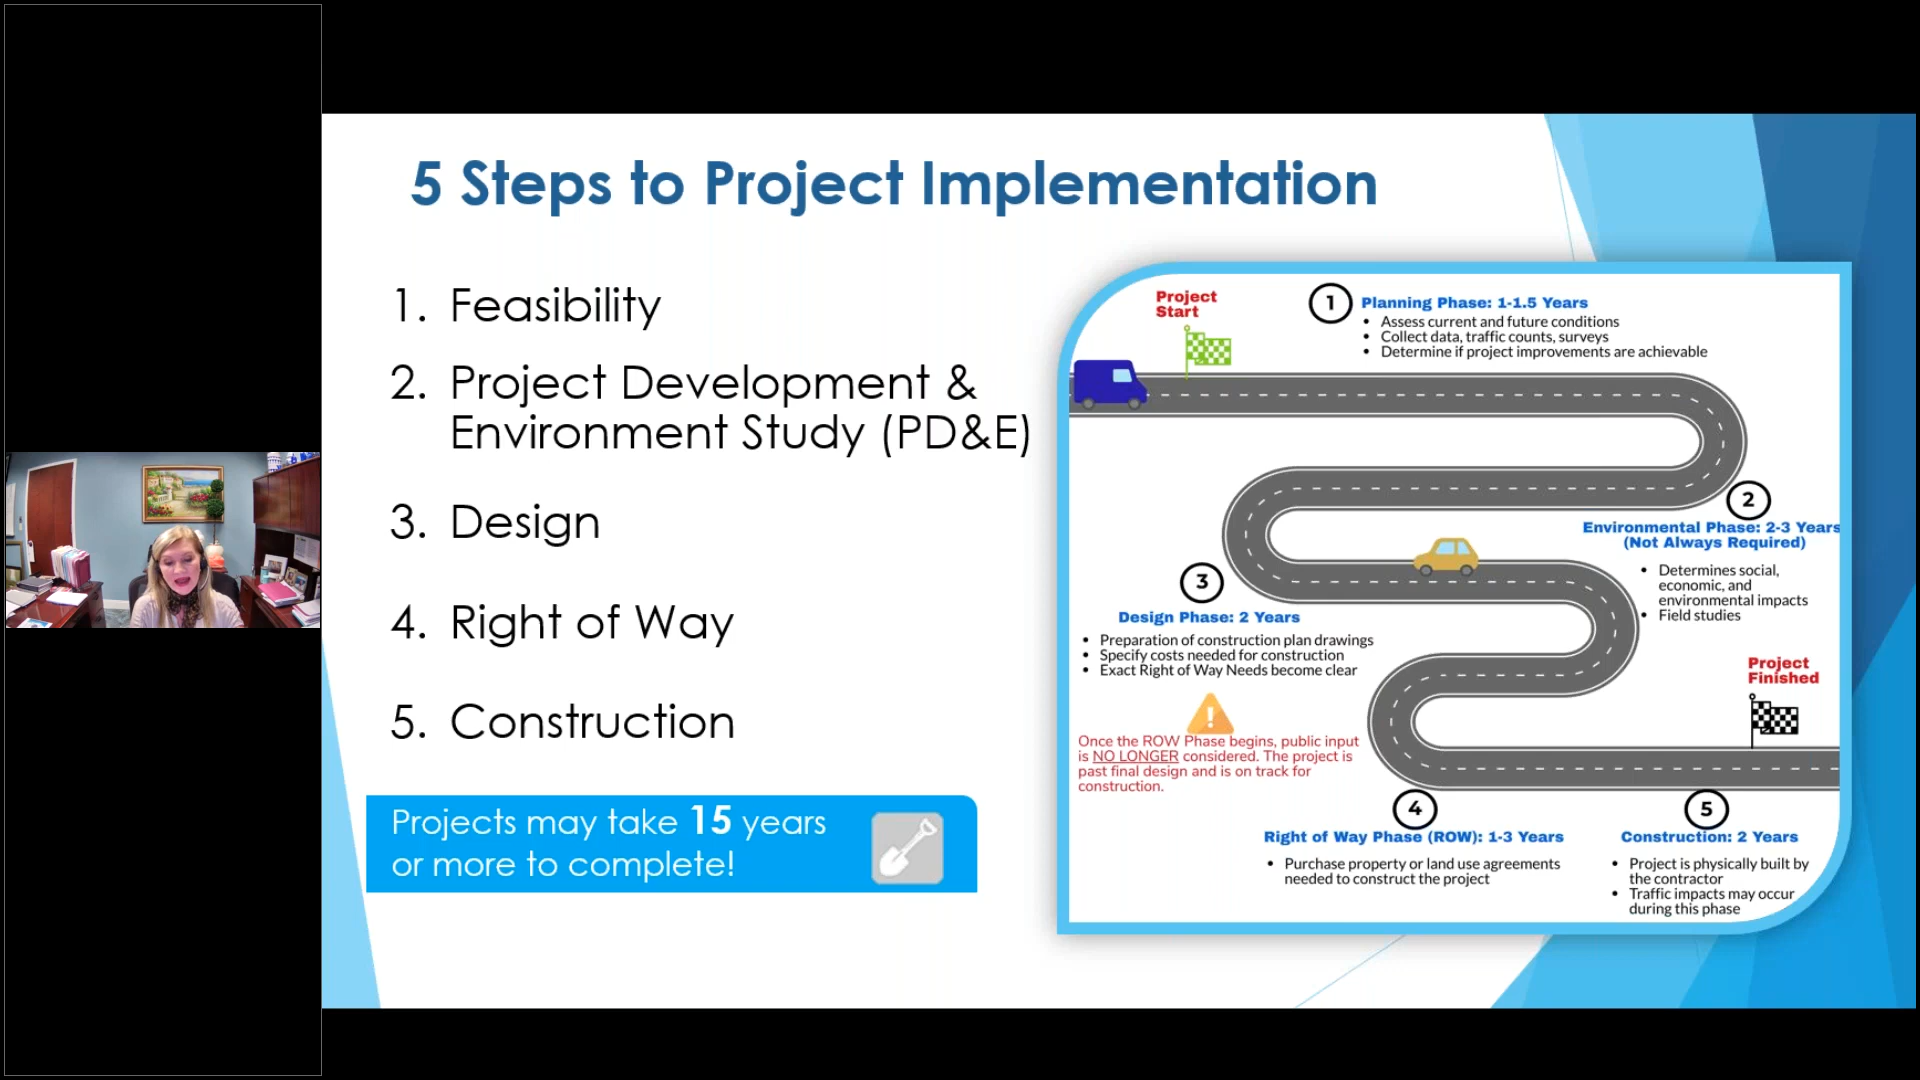 5 Steps to Project Implementation
1. Feasibility
2. Project Development &
Environment Study (PD&E)
3. Design
4. Right of Way
5. Construction
Projects may take 15 years
or more to complete!
Project
Start
1
Planning Phase: 1-1.5 Years
• Assess current and future conditions
• Collect data, traffic counts, surveys
• Determine if project improvements are achievable
2
Environmental Phase: 2-3 Years
(Not Always Required)
• Determines social,
economic, and
environmental impacts
• Field studies
3
Design Phase: 2 Years
• Preparation of construction plan drawings
• Specify costs needed for construction
• Exact Right of Way Needs become clear
!
Once the ROW Phase begins, public input
is NO LONGER considered. The project is
past final design and is on track for
construction.
Project
Finished
4
Right of Way Phase (ROW): 1-3 Years
• Purchase property or land use agreements
needed to construct the project
5
Construction: 2 Years
• Project is physically built by
the contractor
• Traffic impacts may occur
during this phase